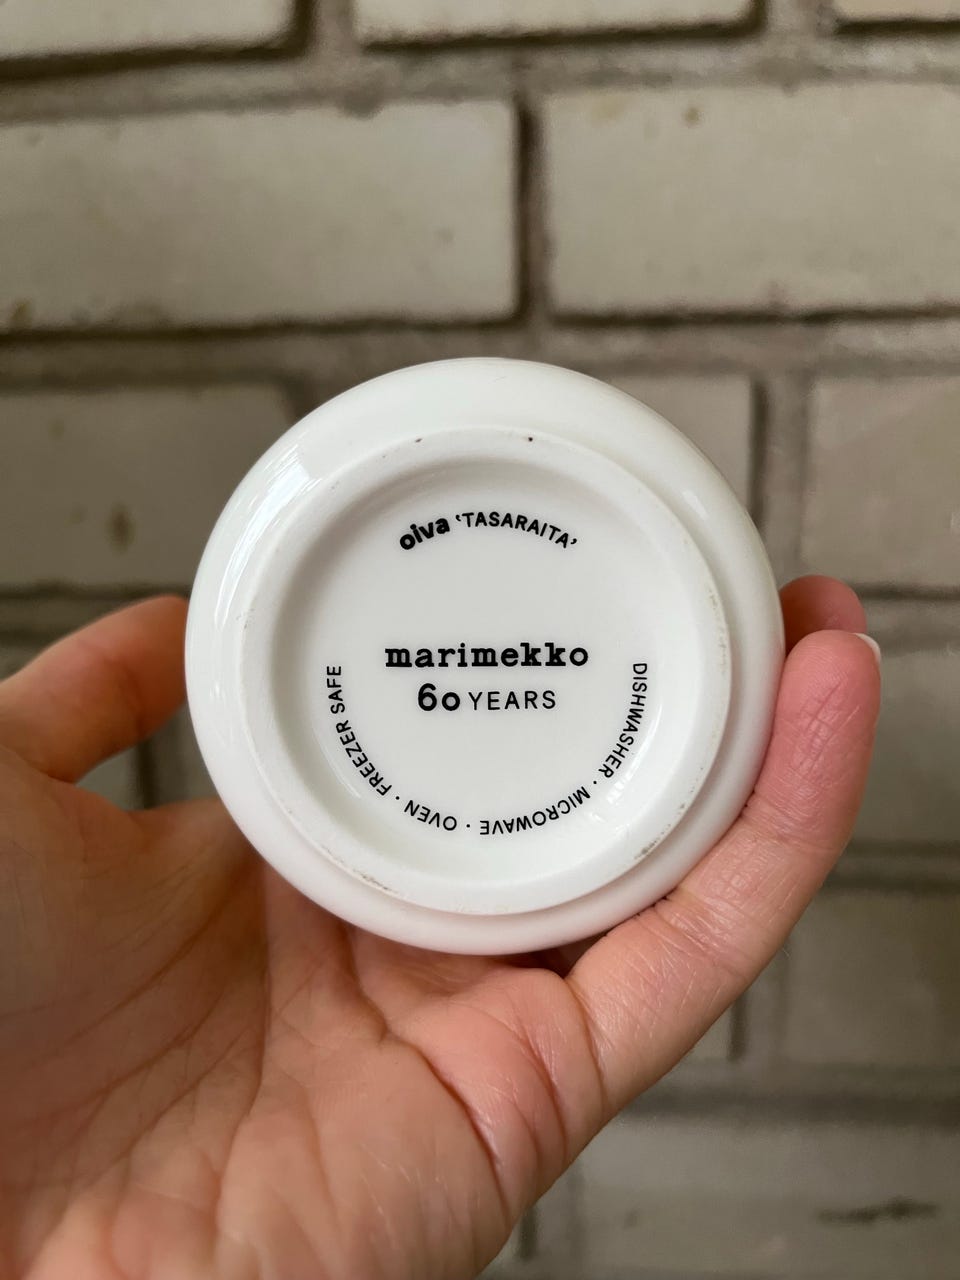 oiva ‘TASARAITA’
marimekko
60 YEARS
DISHWASHER · MICROWAVE · OVEN · FREEZER SAFE